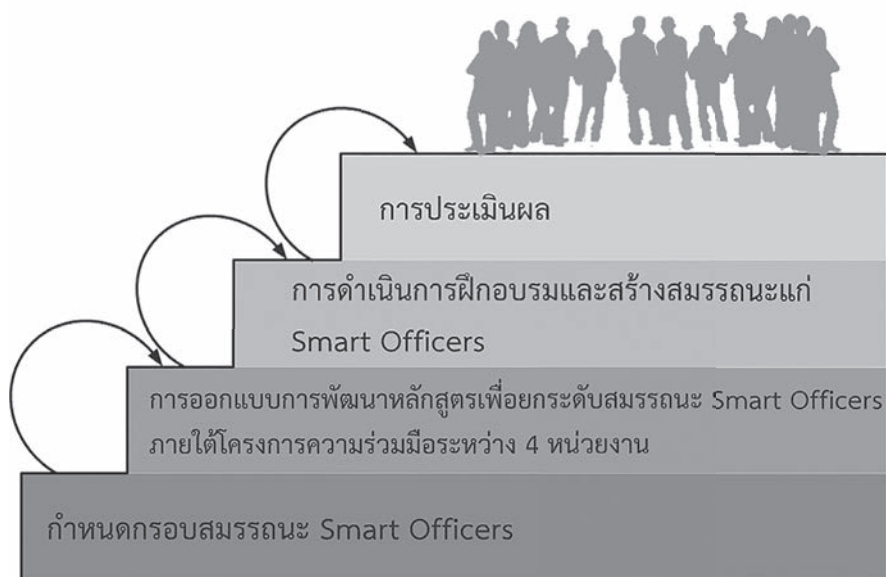 การประเมินผล
การดำเนินการฝึกอบรมและสร้างสมรรถนะแก่
Smart Officers
การออกแบบการพัฒนาหลักสูตรเพื่อยกระดับสมรรถนะ Smart Officers
ภายใต้โครงการความร่วมมือระหว่าง 4 หน่วยงาน
กำหนดกรอบสมรรถนะ Smart Officers